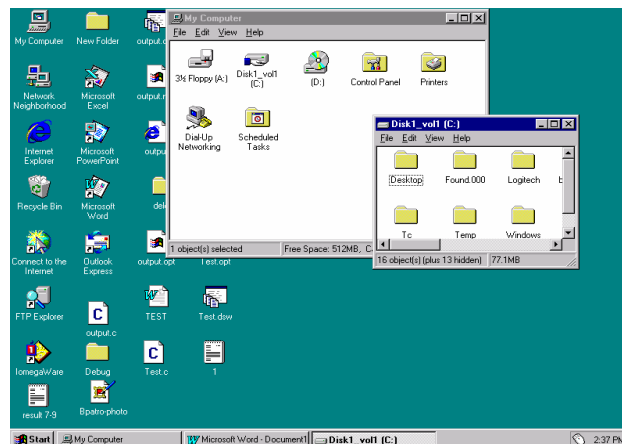 My Computer
New Folder
output.
Network Neighborhood
Microsoft Excel
output.
Internet Explorer
Microsoft PowerPoint
outpu
Recycle Bin
Microsoft Word
del
Connect to the Internet
Outlook Express
output.opt
Test.opt
FTP Explorer
output.c
TEST
Test.dsw
IomegaWare
Debug
Test.c
1
result 7-9
Bpatro-photo
My Computer
File Edit View Help
3½ Floppy (A:)
Disk1_vol1 (C:)
(D:)
Control Panel
Printers
Dial-Up Networking
Scheduled Tasks
1 object(s) selected
Free Space: 512MB, C
Disk1_vol1 (C:)
File Edit View Help
Desktop
Found.000
Logitech
Tc
Temp
Windows
16 object(s) (plus 13 hidden)
77.1MB
Start
My Computer
Microsoft Word - Document1
Disk1_vol1 (C:)
2:37 PM